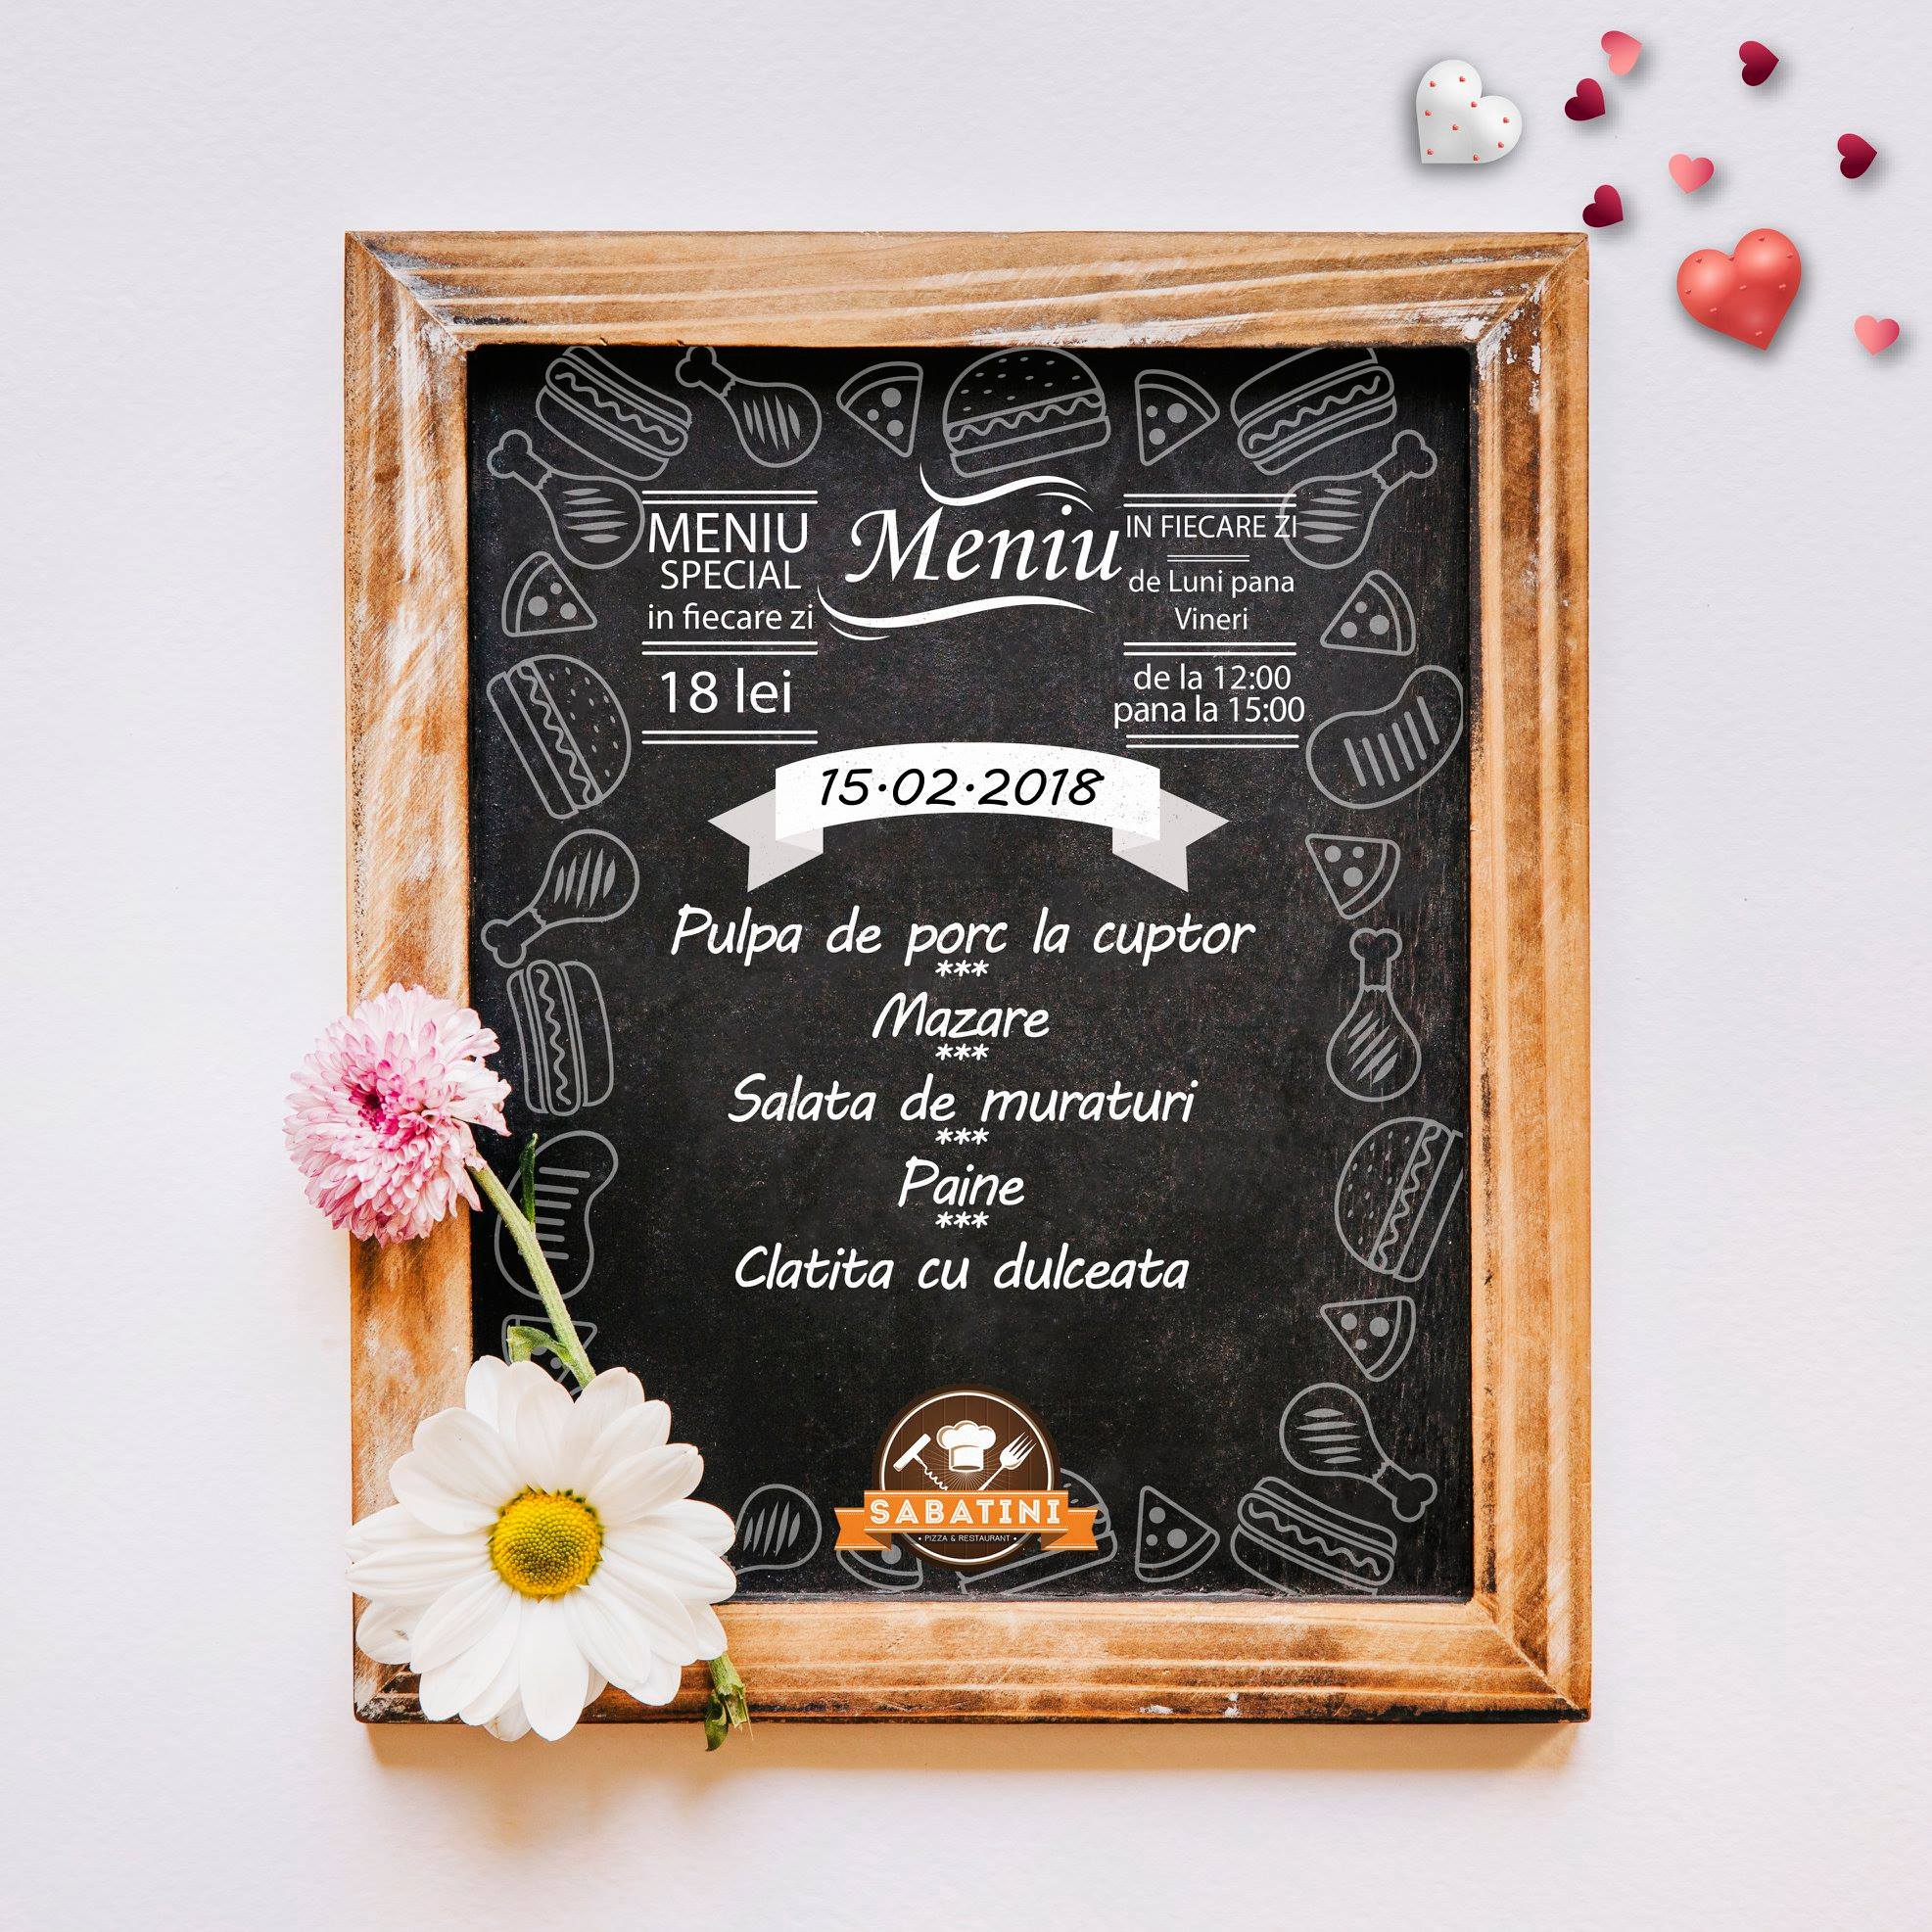 MENIU
SPECIAL
in fiecare zi
18 lei
Meniu
IN FIECARE ZI
de Luni pana
Vineri
de la 12:00
pana la 15:00
15.02.2018
Pulpa de porc la cuptor
***
Mazare
***
Salata de muraturi
***
Paine
***
Clatita cu dulceata
SABATINI
• PIZZA & RESTAURANT •